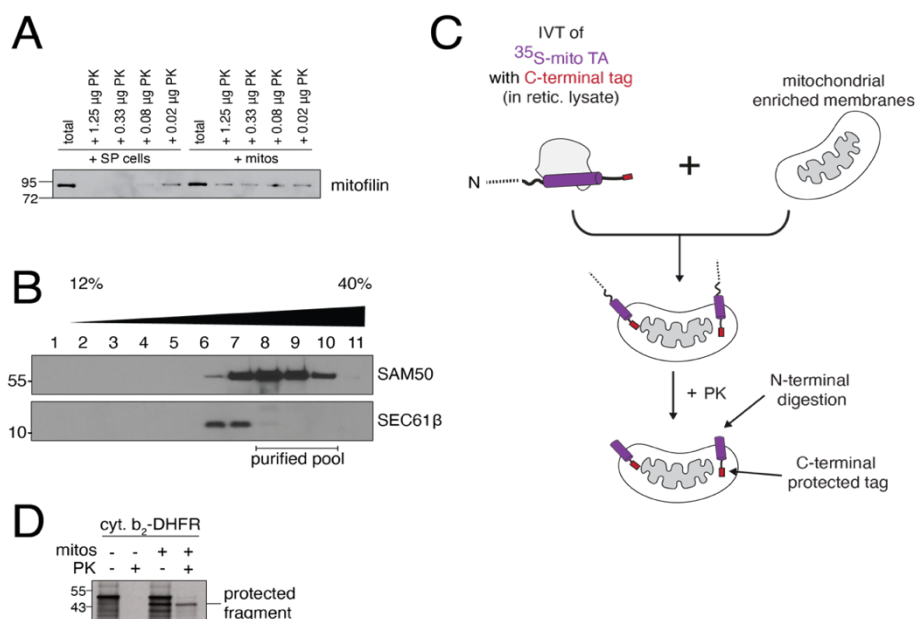 A
total
+ 1.25 µg PK
+ 0.33 µg PK
+ 0.08 µg PK
+ 0.02 µg PK
total
+ 1.25 µg PK
+ 0.33 µg PK
+ 0.08 µg PK
+ 0.02 µg PK
+ SP cells
+ mitos
95
72
mitofilin
B
12%
40%
1 2 3 4 5 6 7 8 9 10 11
55
SAM50
10
SEC61β
purified pool
C
IVT of
35S-mito TA
with C-terminal tag
(in retic. lysate)
mitochondrial
enriched membranes
N
+
+ PK
N-terminal
digestion
C-terminal
protected tag
D
cyt. b2-DHFR
mitos - - + +
PK - + - +
55
43
protected
fragment